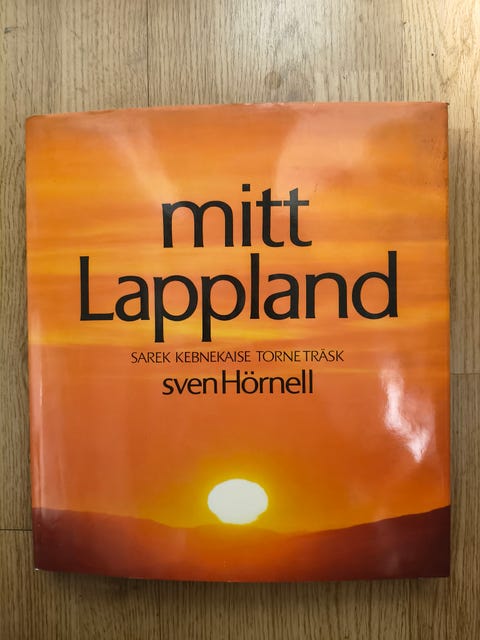 mitt
Lappland
SAREK KEBNEKAISE TORNE TRÄSK
sven Hörnell